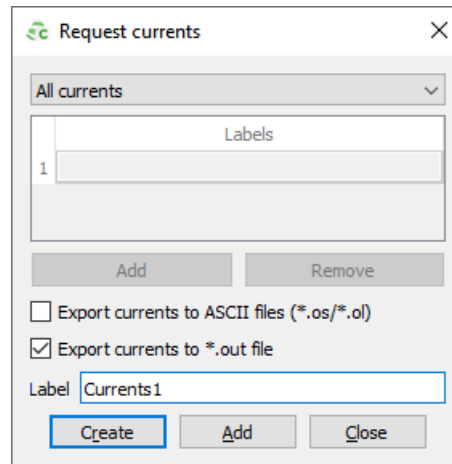 Request currents
All currents
Labels
1
Add Remove
Export currents to ASCII files (*.os/*.ol)
Export currents to *.out file
Label Currents1
Create Add Close